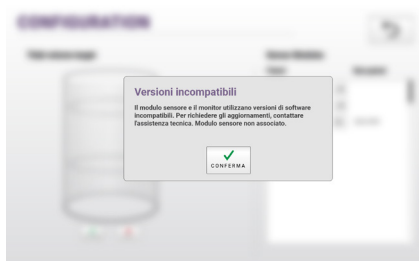 CONFIGURATION
Versioni incompatibili
Il modulo sensore e il monitor utilizzano versioni di software
incompatibili. Per richiedere gli aggiornamenti, contattare
l'assistenza tecnica. Modulo sensore non associato.
CONFERMA